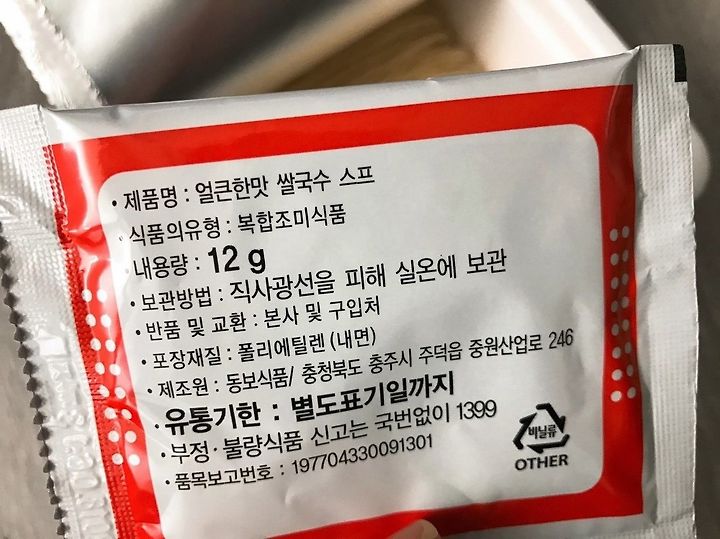 • 제품명 : 얼큰한맛 쌀국수 스프
• 식품의유형 : 복합조미식품
• 내용량 : 12 g
• 보관방법 : 직사광선을 피해 실온에 보관
• 반품 및 교환 : 본사 및 구입처
• 포장재질 : 폴리에틸렌 (내면)
• 제조원 : 동보식품/ 충청북도 충주시 주덕읍 중원산업로 246
• 유통기한 : 별도표기일까지
• 부정 · 불량식품 신고는 국번없이 1399
• 품목보고번호 : 197704330091301
비닐류
OTHER